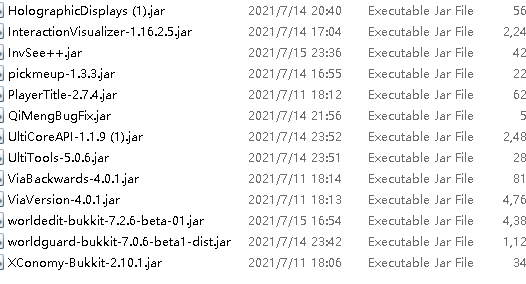 HolographicDisplays (1).jar 2021/7/14 20:40 Executable Jar File 56
InteractionVisualizer-1.16.2.5.jar 2021/7/14 17:04 Executable Jar File 2,24
InvSee++.jar 2021/7/15 23:36 Executable Jar File 42
pickmeup-1.3.3.jar 2021/7/14 16:55 Executable Jar File 22
PlayerTitle-2.7.4.jar 2021/7/11 18:12 Executable Jar File 62
QiMengBugFix.jar 2021/7/14 21:56 Executable Jar File 5
UltiCoreAPI-1.1.9 (1).jar 2021/7/14 23:52 Executable Jar File 2,48
UltiTools-5.0.6.jar 2021/7/14 23:51 Executable Jar File 28
ViaBackwards-4.0.1.jar 2021/7/11 18:14 Executable Jar File 81
ViaVersion-4.0.1.jar 2021/7/11 18:13 Executable Jar File 4,76
worldedit-bukkit-7.2.6-beta-01.jar 2021/7/15 16:54 Executable Jar File 4,38
worldguard-bukkit-7.0.6-beta1-dist.jar 2021/7/14 23:42 Executable Jar File 1,12
XConomy-Bukkit-2.10.1.jar 2021/7/11 18:06 Executable Jar File 34